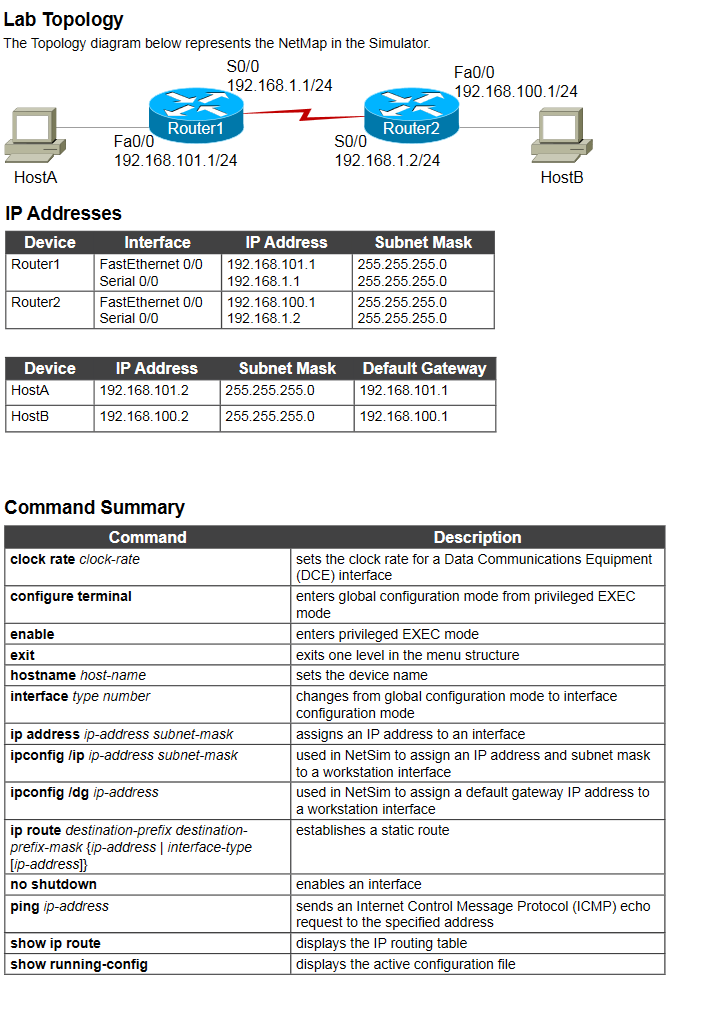 Lab Topology
The Topology diagram below represents the NetMap in the Simulator.
S0/0
192.168.1.1/24
Fa0/0
192.168.100.1/24
Router1
Router2
Fa0/0
192.168.101.1/24
S0/0
192.168.1.2/24
HostA
HostB
IP Addresses
Device Interface IP Address Subnet Mask
Router1 FastEthernet 0/0 192.168.101.1 255.255.255.0
Serial 0/0 192.168.1.1 255.255.255.0
Router2 FastEthernet 0/0 192.168.100.1 255.255.255.0
Serial 0/0 192.168.1.2 255.255.255.0
Device IP Address Subnet Mask Default Gateway
HostA 192.168.101.2 255.255.255.0 192.168.101.1
HostB 192.168.100.2 255.255.255.0 192.168.100.1
Command Summary
Command Description
clock rate clock-rate sets the clock rate for a Data Communications Equipment
(DCE) interface
configure terminal enters global configuration mode from privileged EXEC
mode
enable enters privileged EXEC mode
exit exits one level in the menu structure
hostname host-name sets the device name
interface type number changes from global configuration mode to interface
configuration mode
ip address ip-address subnet-mask assigns an IP address to an interface
ipconfig /ip ip-address subnet-mask used in NetSim to assign an IP address and subnet mask
to a workstation interface
ipconfig /dg ip-address used in NetSim to assign a default gateway IP address to
a workstation interface
ip route destination-prefix destination- establishes a static route
prefix-mask {ip-address | interface-type
[ip-address]}
no shutdown enables an interface
ping ip-address sends an Internet Control Message Protocol (ICMP) echo
request to the specified address
show ip route displays the IP routing table
show running-config displays the active configuration file